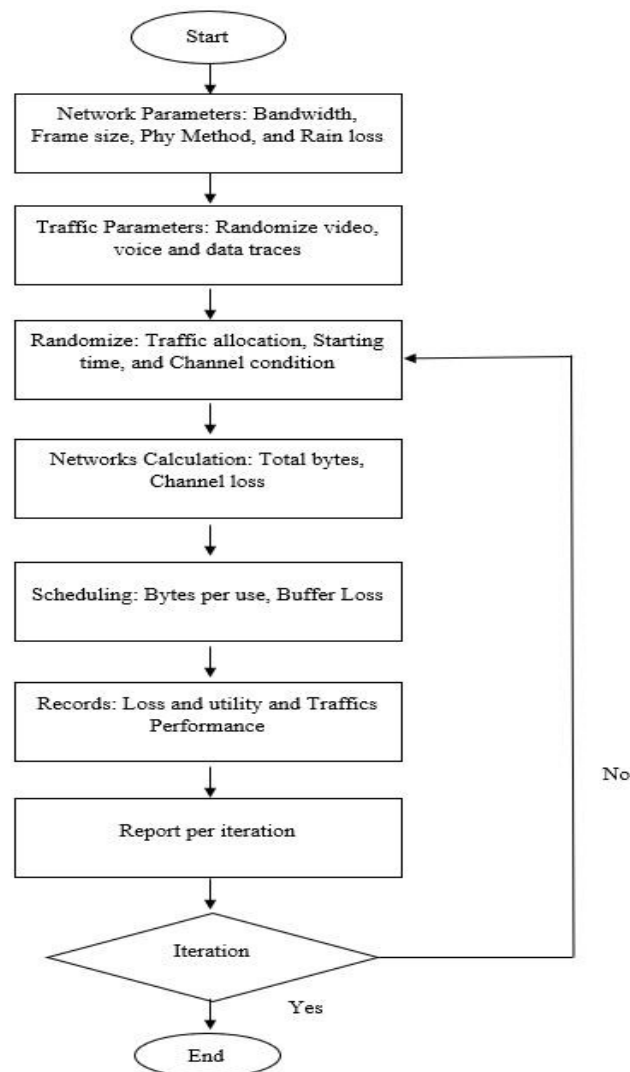 Start
Network Parameters: Bandwidth,
Frame size, Phy Method, and Rain loss
Traffic Parameters: Randomize video,
voice and data traces
Randomize: Traffic allocation, Starting
time, and Channel condition
Networks Calculation: Total bytes,
Channel loss
Scheduling: Bytes per use, Buffer Loss
Records: Loss and utility and Traffics
Performance
No
Report per iteration
Iteration
Yes
End